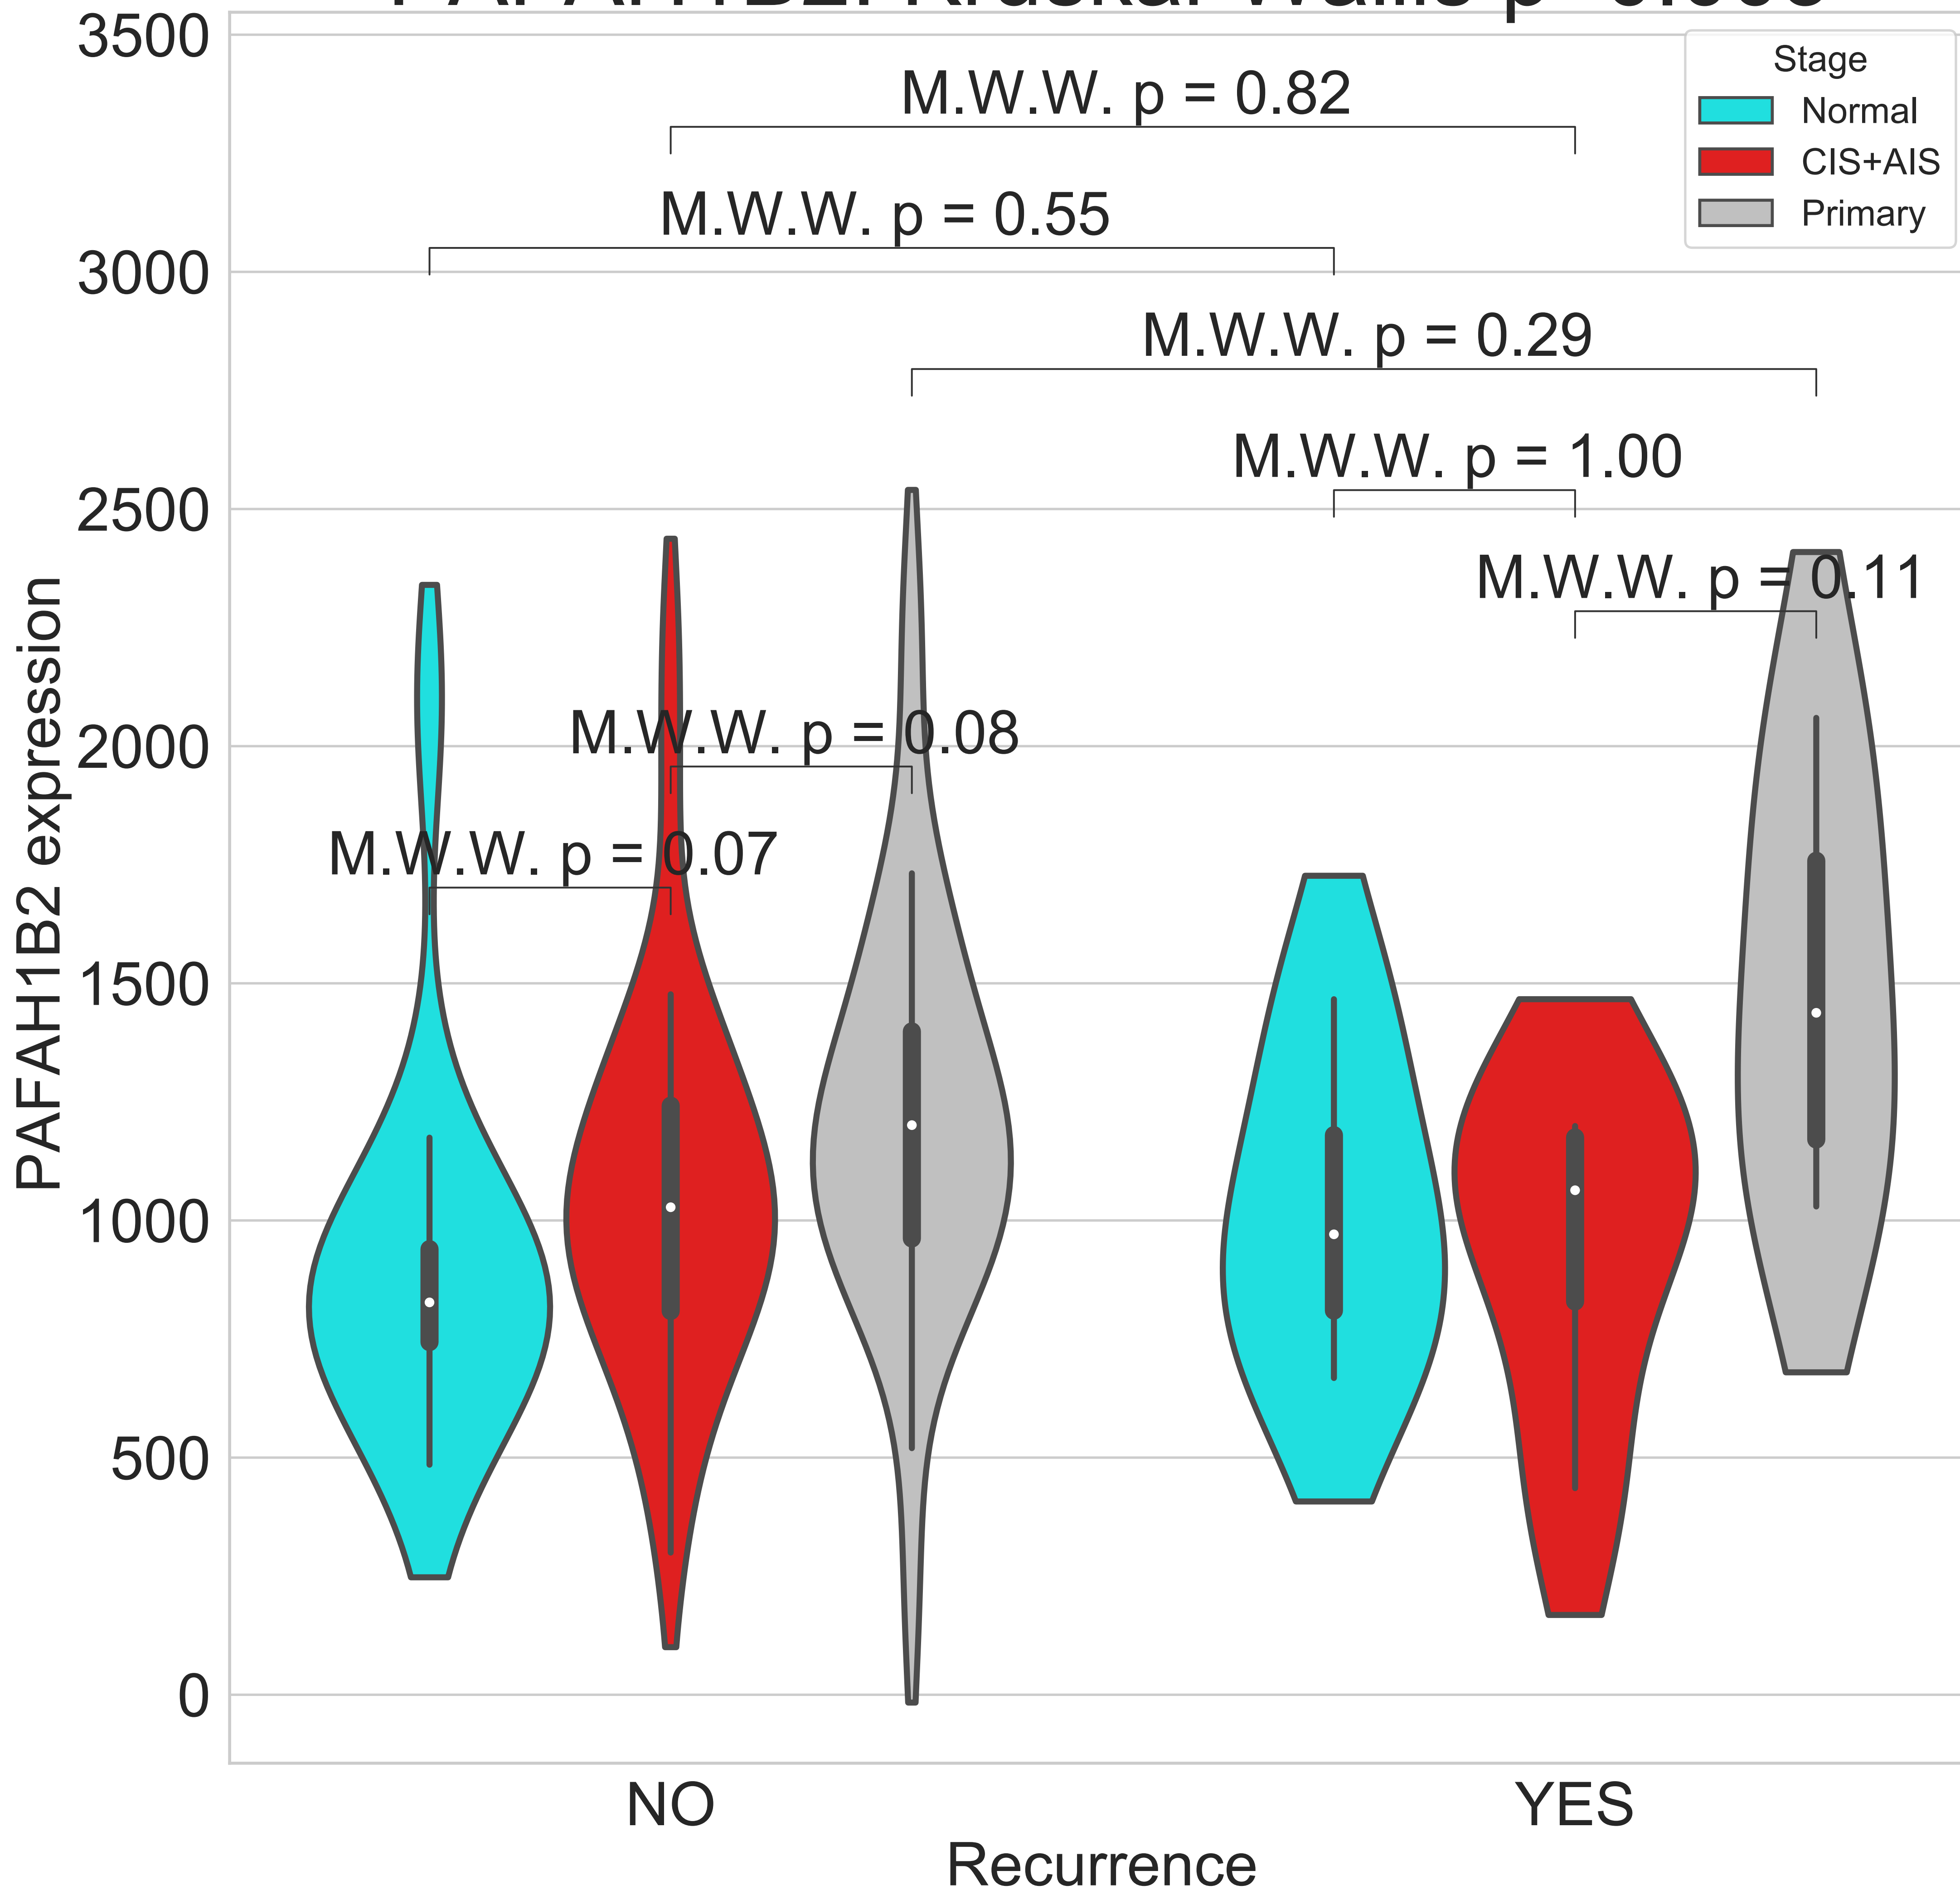 3500
3000
2500
2000
1500
1000
500
0
PAFAH1B2 expression
Stage
Normal
CIS+AIS
Primary
M.W.W. p = 0.82
M.W.W. p = 0.55
M.W.W. p = 0.29
M.W.W. p = 1.00
M.W.W. p = 0.11
M.W.W. p = 0.08
M.W.W. p = 0.07
NO
YES
Recurrence